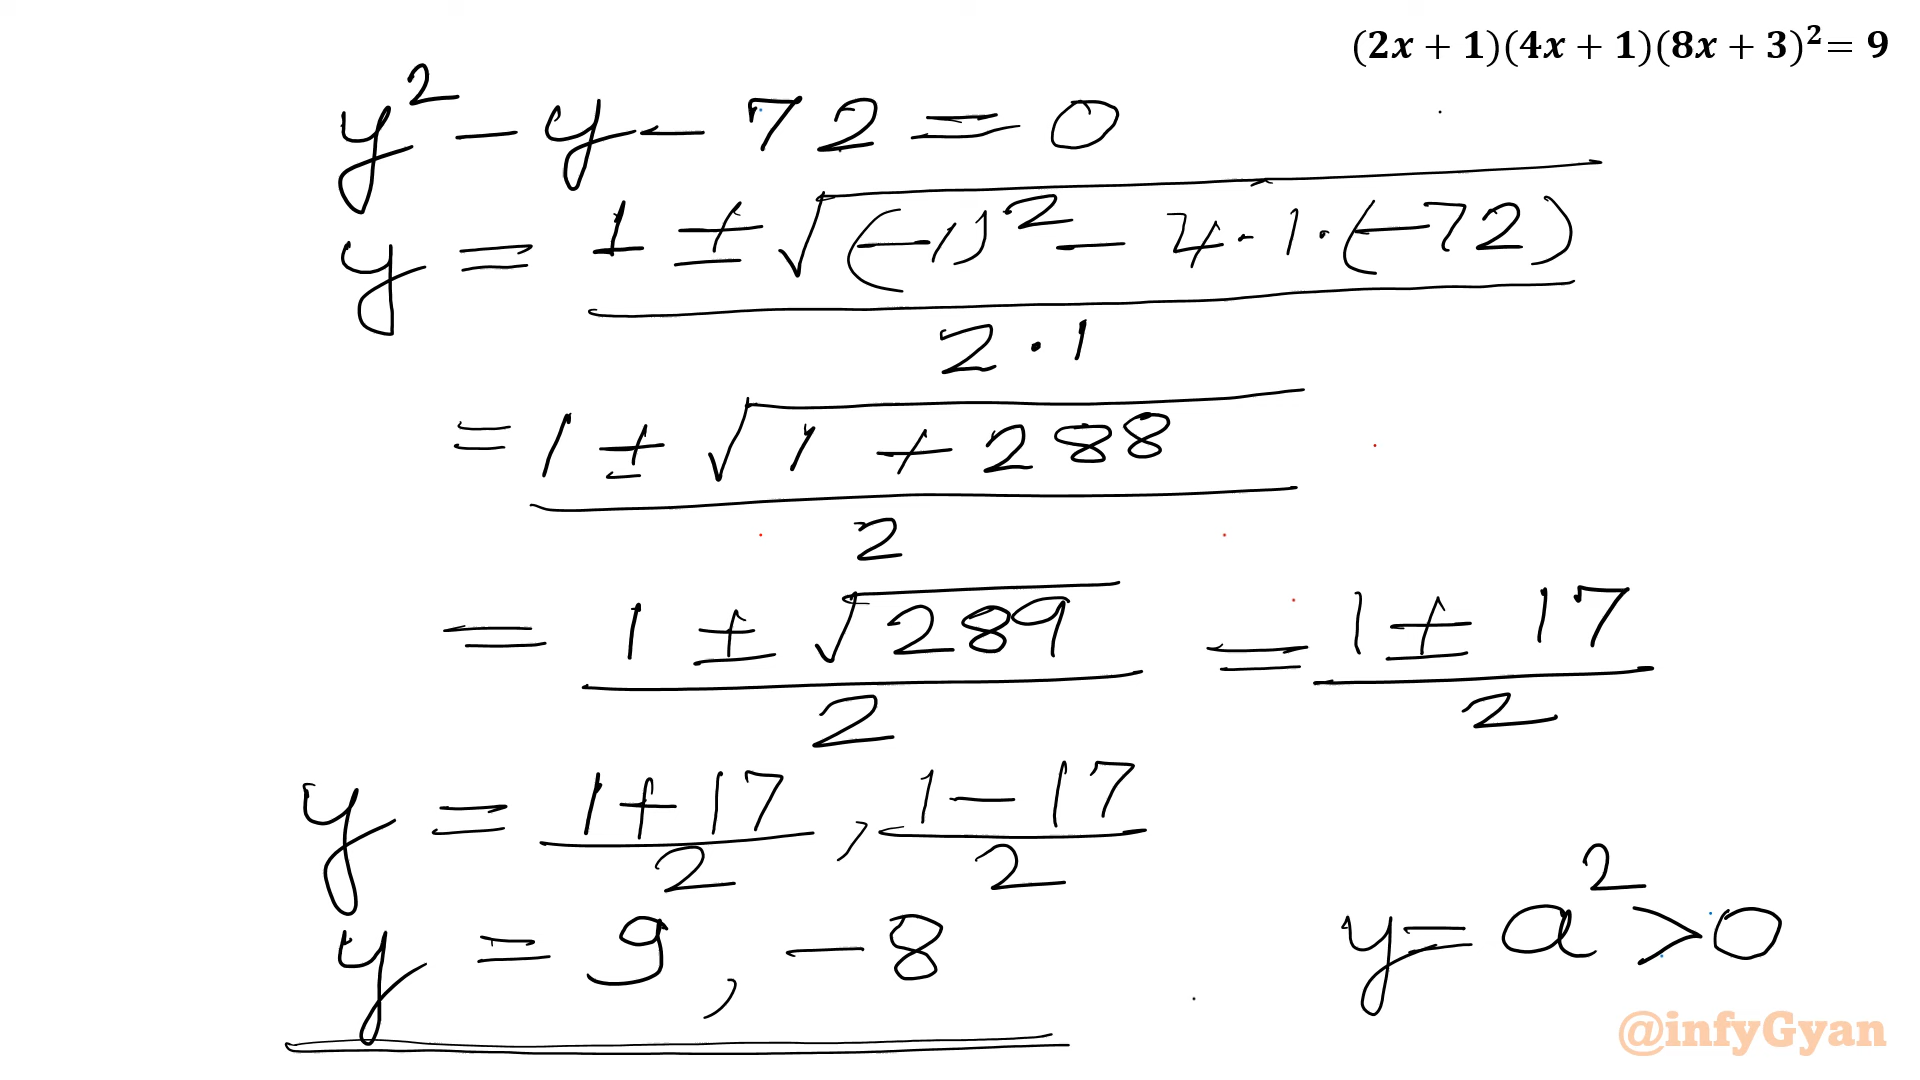 (2x + 1)(4x + 1)(8x + 3)²= 9
y² - y - 72 = 0
y = 1 ± √((-1)² - 4·1·(-72)) / 2·1
= 1 ± √(1 + 288) / 2
= 1 ± √289 / 2 = 1 ± 17 / 2
y = 1+17 / 2 , 1-17 / 2
y = 9 , -8
y = a² > 0
@infyGyan